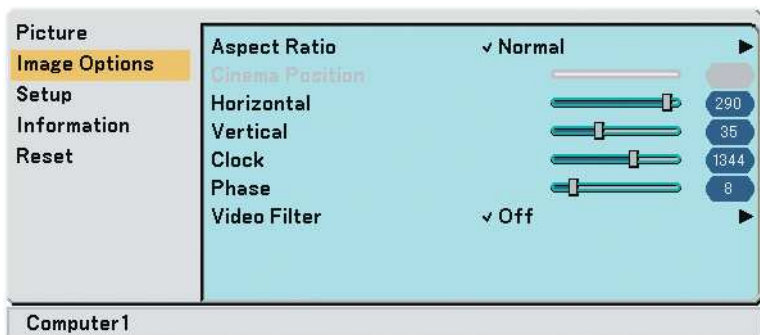 Picture
Image Options
Setup
Information
Reset
Aspect Ratio √ Normal ▶
Cinema Position
Horizontal 290
Vertical 35
Clock 1344
Phase 8
Video Filter √ Off ▶
Computer1